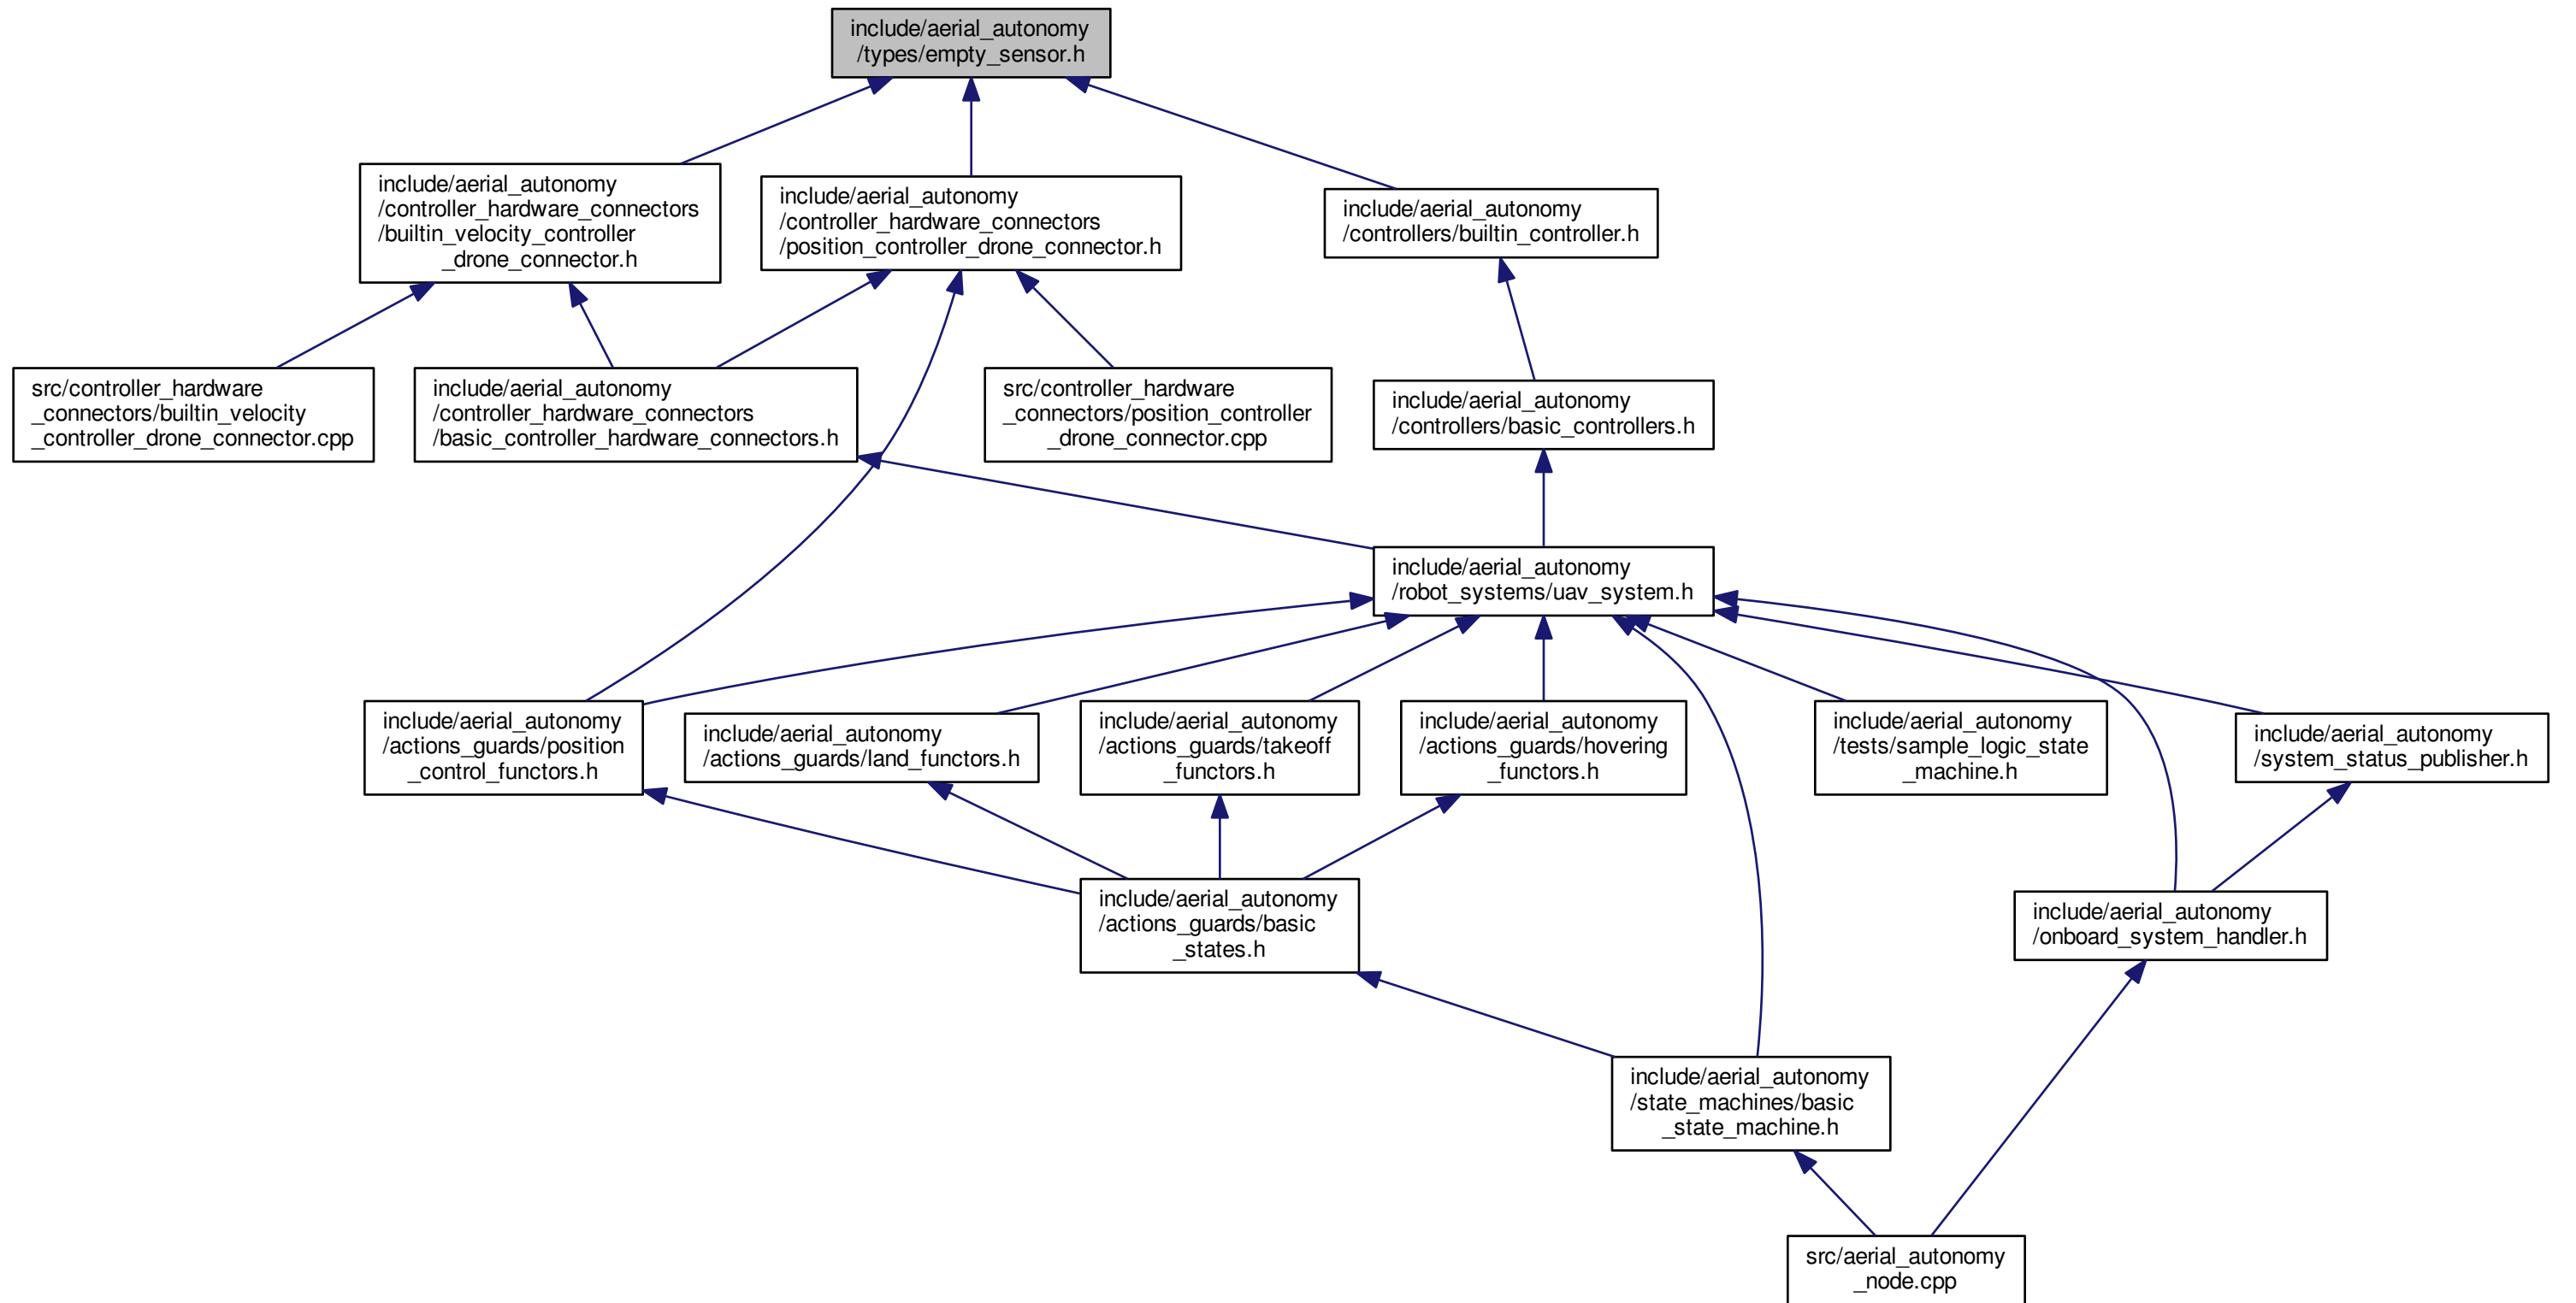 include/aerial_autonomy
/types/empty_sensor.h
include/aerial_autonomy
/controller_hardware_connectors
/builtin_velocity_controller
_drone_connector.h
include/aerial_autonomy
/controller_hardware_connectors
/position_controller_drone_connector.h
include/aerial_autonomy
/controllers/builtin_controller.h
src/controller_hardware
_connectors/builtin_velocity
_controller_drone_connector.cpp
include/aerial_autonomy
/controller_hardware_connectors
/basic_controller_hardware_connectors.h
src/controller_hardware
_connectors/position_controller
_drone_connector.cpp
include/aerial_autonomy
/controllers/basic_controllers.h
include/aerial_autonomy
/robot_systems/uav_system.h
include/aerial_autonomy
/actions_guards/position
_control_functors.h
include/aerial_autonomy
/actions_guards/land_functors.h
include/aerial_autonomy
/actions_guards/takeoff
_functors.h
include/aerial_autonomy
/actions_guards/hovering
_functors.h
include/aerial_autonomy
/tests/sample_logic_state
_machine.h
include/aerial_autonomy
/system_status_publisher.h
include/aerial_autonomy
/actions_guards/basic
_states.h
include/aerial_autonomy
/onboard_system_handler.h
include/aerial_autonomy
/state_machines/basic
_state_machine.h
src/aerial_autonomy
_node.cpp